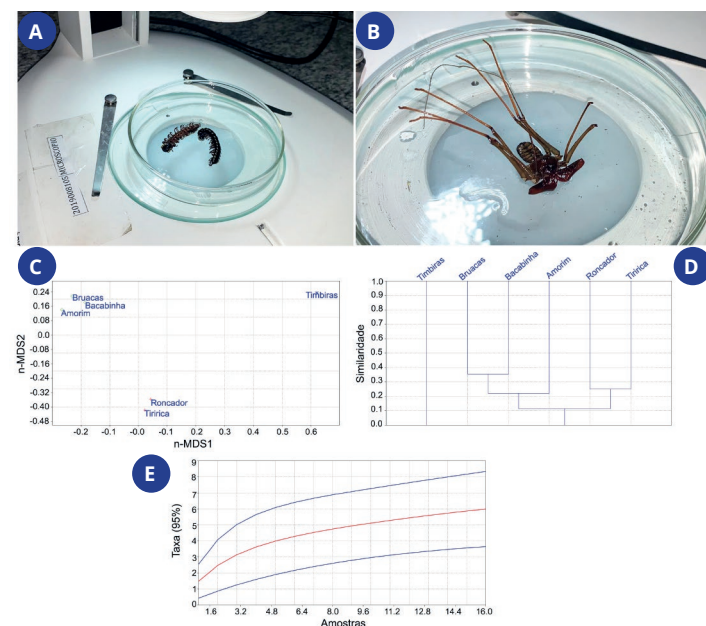 A
B
201900810SMICROSCOPIO
C
n-MDS2
0.24
0.16
0.08
0.0
-0.08
-0.16
-0.24
-0.32
-0.40
-0.48
Bruacas
Bacabinha
Amorim
Timbiras
Roncador
Tiririca
-0.2 -0.1 -0.0 0.1 0.2 0.3 0.4 0.5 0.6
n-MDS1
D
Timbiras Bruacas Bacabinha Amorim Roncador Tiririca
Similaridade
1.0
0.9
0.8
0.7
0.6
0.5
0.4
0.3
0.2
0.1
0.0
E
Taxa (95%)
9
8
7
6
5
4
3
2
1
0
1.6 3.2 4.8 6.4 8.0 9.6 11.2 12.8 14.4 16.0
Amostras